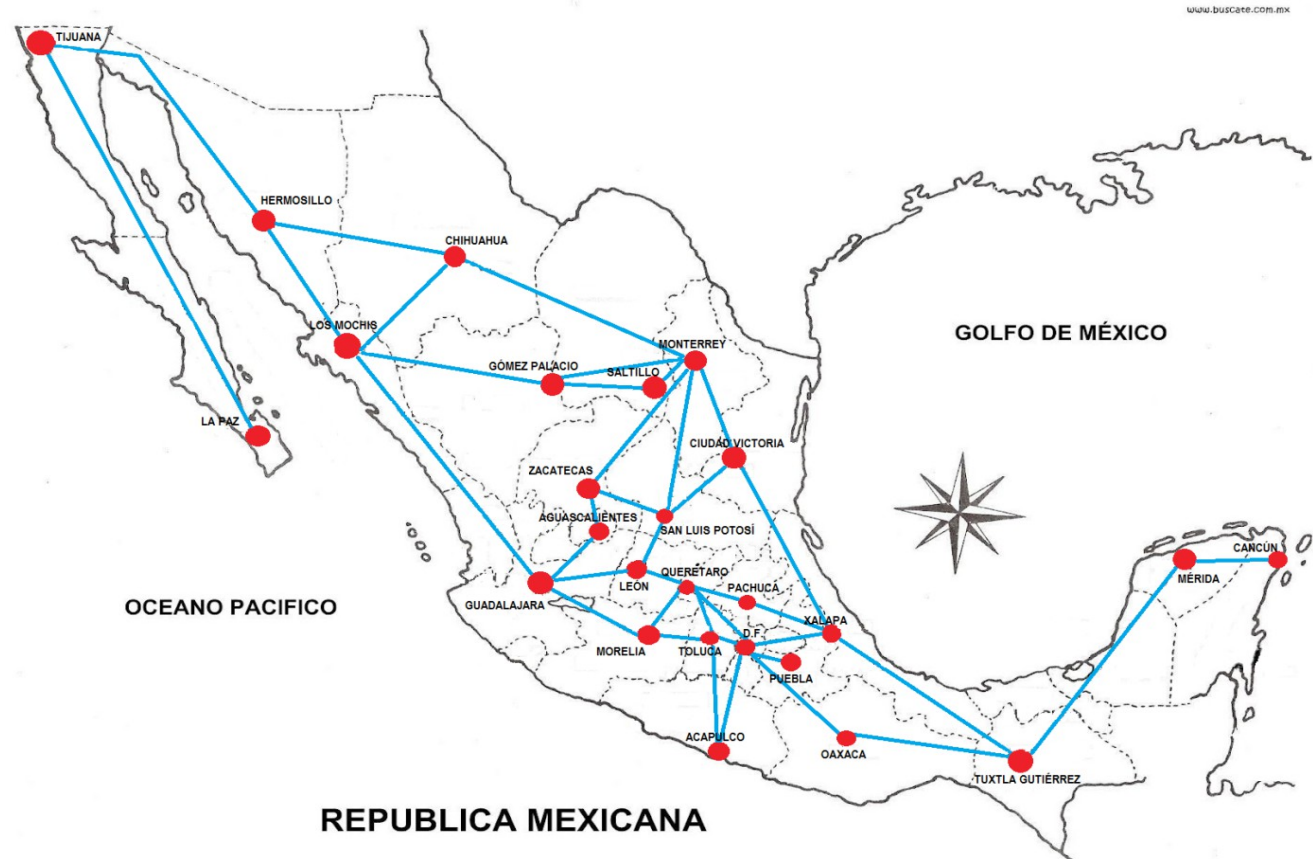 www.buscate.com.mx
TIJUANA
HERMOSILLO
CHIHUAHUA
LOS MOCHIS
GOLFO DE MÉXICO
MONTERREY
GÓMEZ PALACIO
SALTILLO
LA PAZ
CIUDAD VICTORIA
ZACATECAS
AGUASCALIENTES
SAN LUIS POTOSÍ
CANCÚN
MÉRIDA
QUERÉTARO
LEÓN
PACHUCA
OCEANO PACIFICO
GUADALAJARA
XALAPA
D.F
MORELIA
TOLUCA
PUEBLA
ACAPULCO
OAXACA
TUXTLA GUTIÉRREZ
REPUBLICA MEXICANA